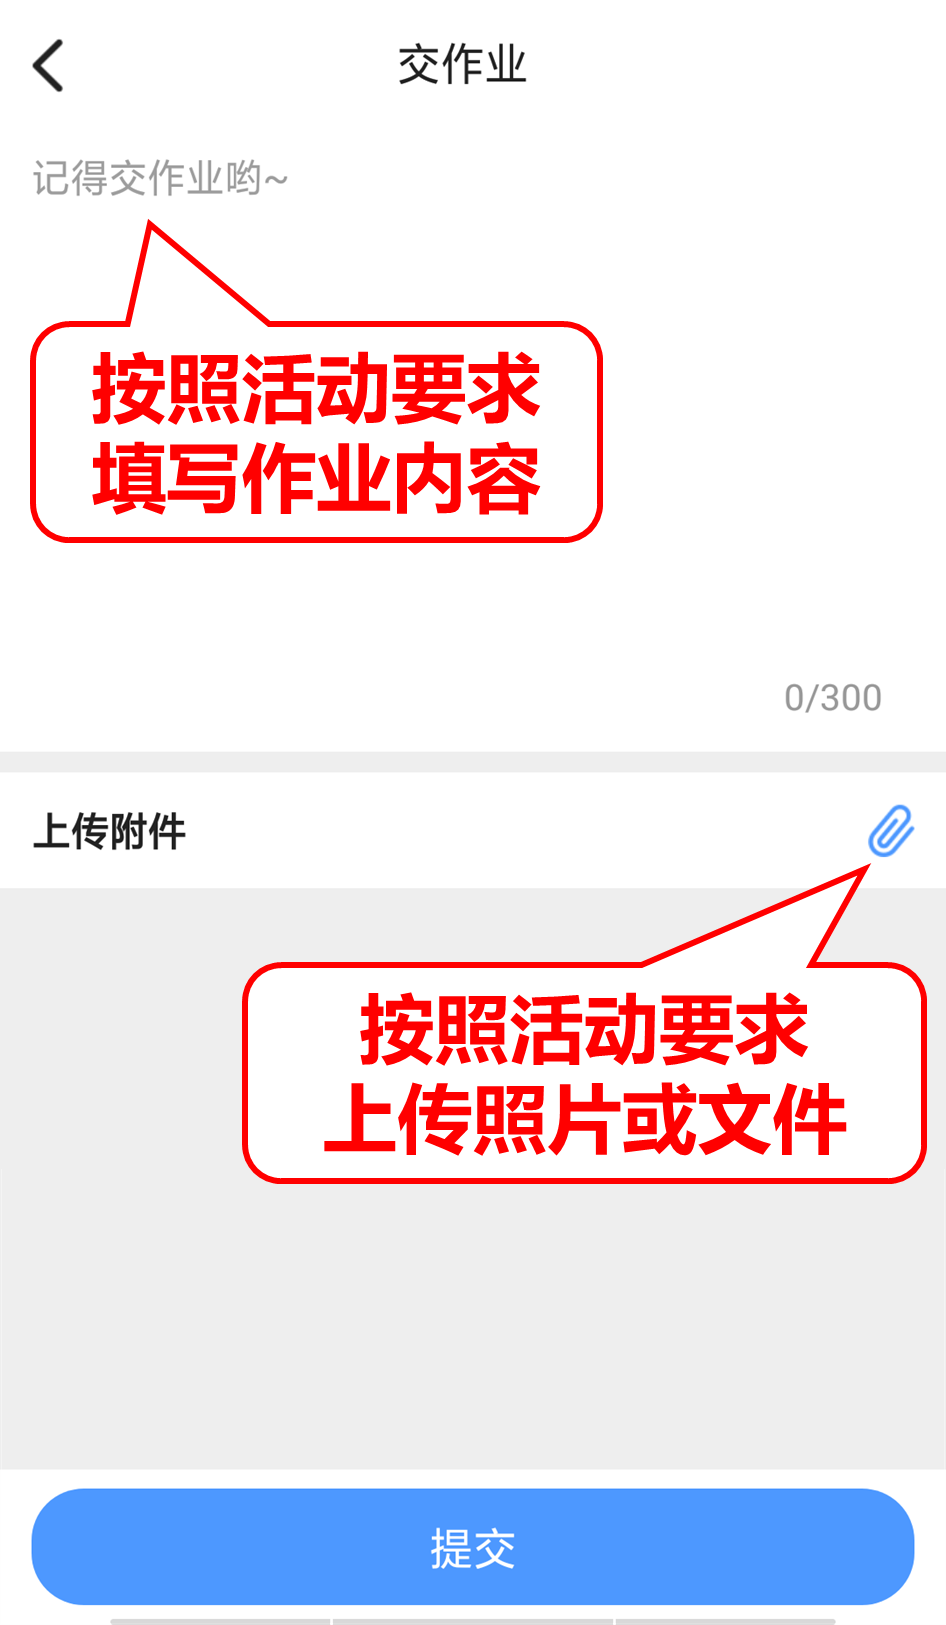 交作业
记得交作业哟~
按照活动要求
填写作业内容
0/300
上传附件
按照活动要求
上传照片或文件
提交